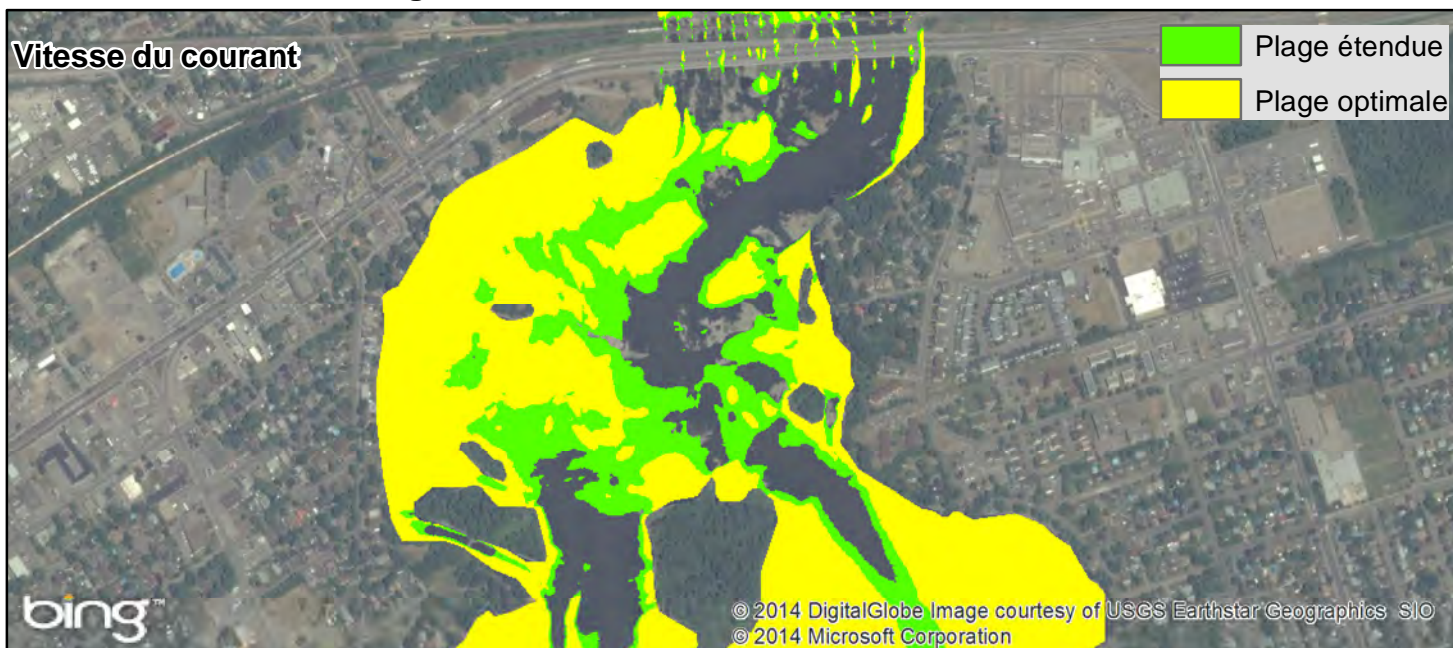 Vitesse du courant
Plage étendue
Plage optimale
bing™
© 2014 DigitalGlobe Image courtesy of USGS Earthstar Geographics SIO
© 2014 Microsoft Corporation